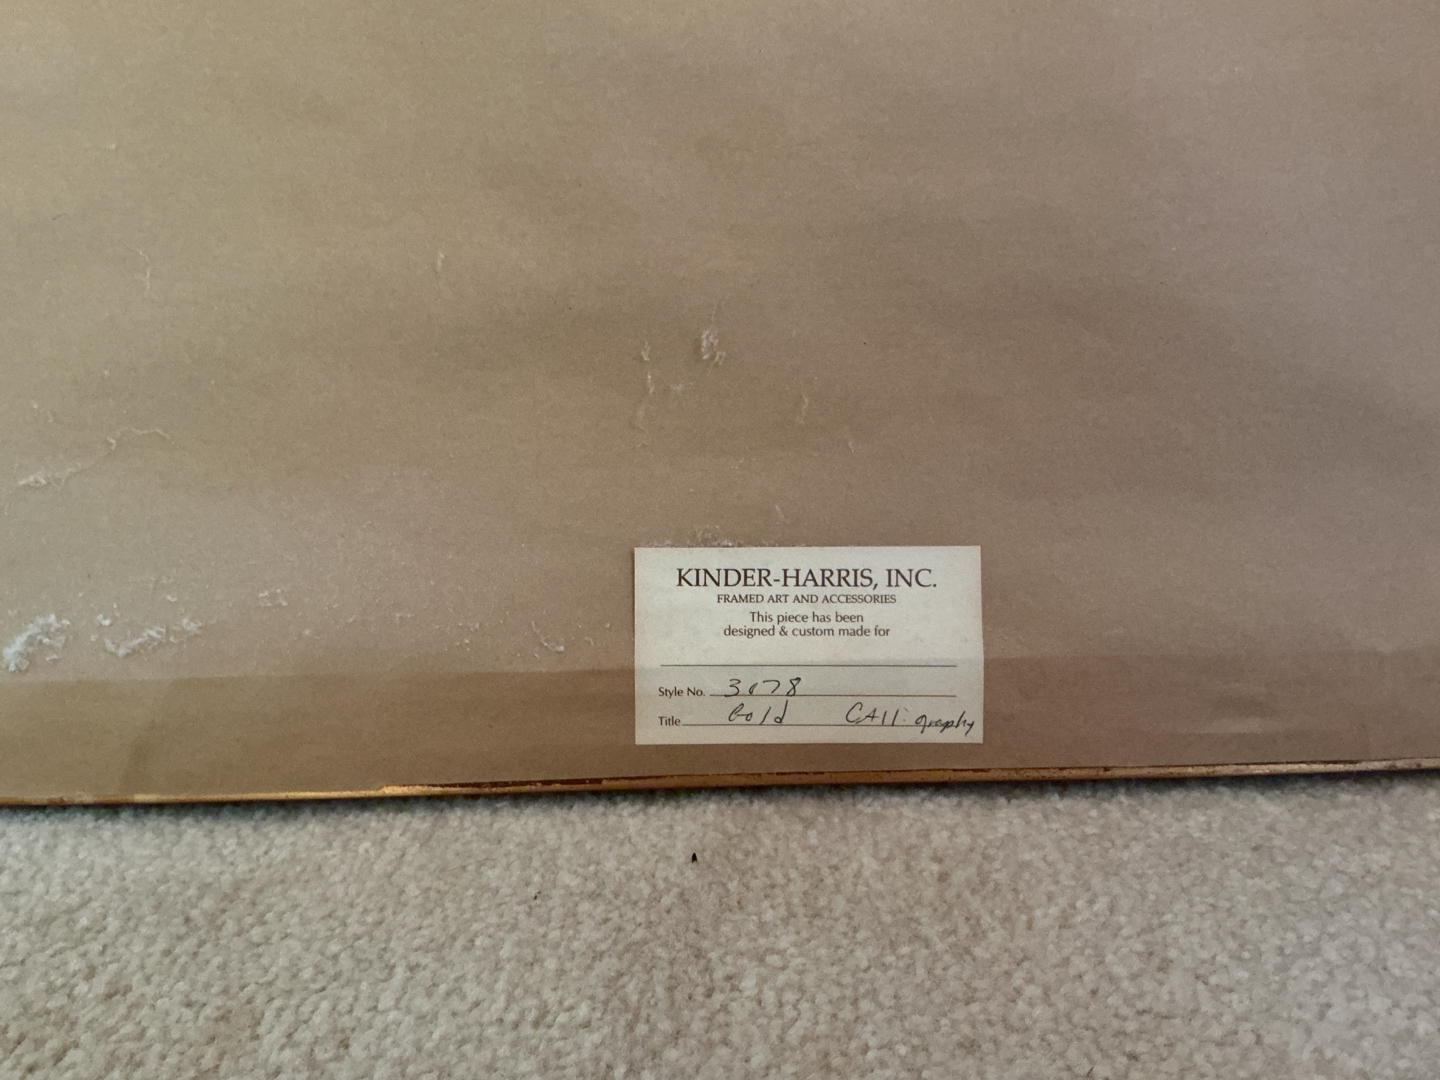 KINDER-HARRIS, INC.
FRAMED ART AND ACCESSORIES
This piece has been
designed & custom made for
Style No. 3078
Title Gold CAlligraphy